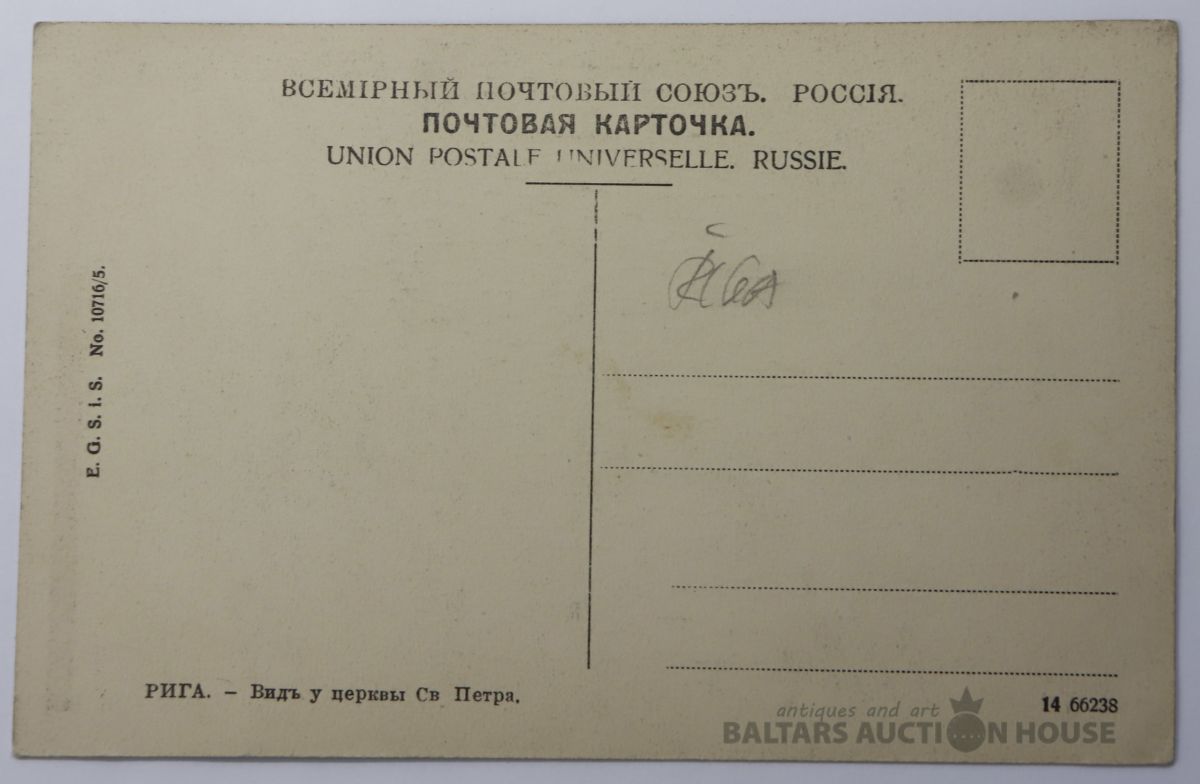 ВСЕМІРНЫЙ ПОЧТОВЫЙ СОЮЗЪ. РОССІЯ.
ПОЧТОВАЯ КАРТОЧКА.
UNION POSTALE UNIVERSELLE. RUSSIE.
RĪGA
E. G. S. i. S. No. 10716/5.
РИГА. – Видъ у церквы Св Петра.
14 66238
antiques and art
BALTARS AUCTION HOUSE